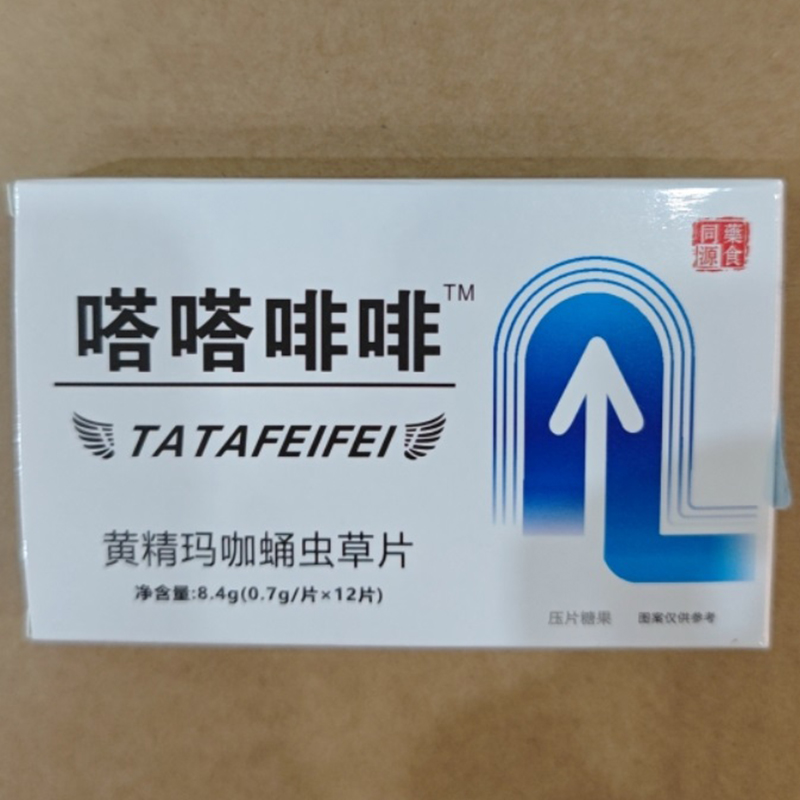 藥食
同源
嗒嗒啡啡™
TATAFEIFEI
黄精玛咖蛹虫草片
净含量:8.4g(0.7g/片×12片)
压片糖果 图案仅供参考